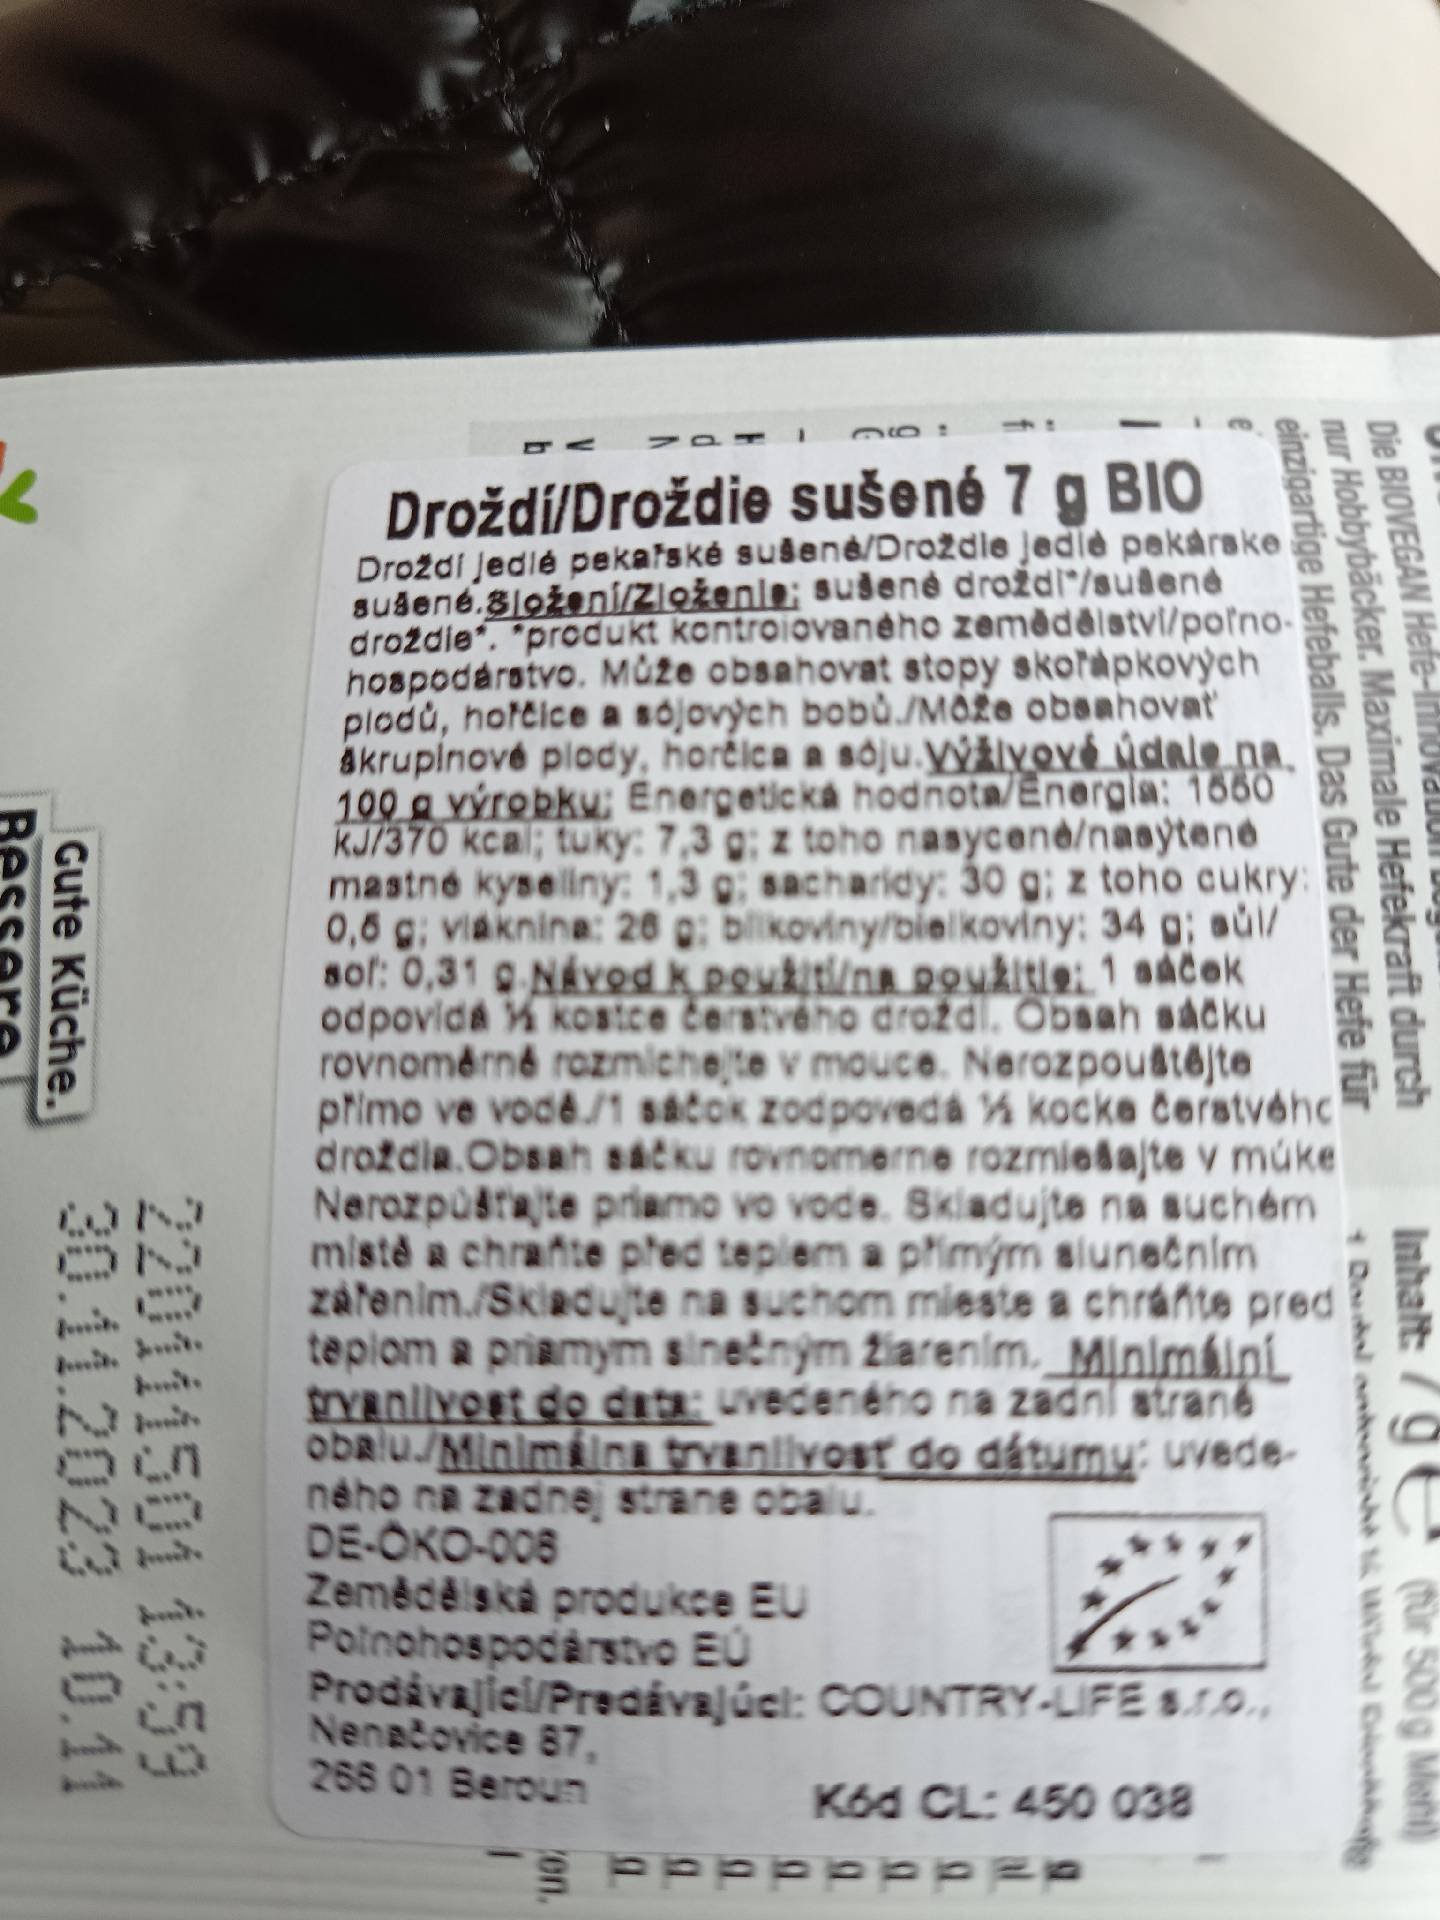 Droždí/Droždie sušené 7 g BIO
Droždí jedlé pekařské sušené/Droždie jedlé pekárske
sušené.Složení/Zloženie: sušené droždí*/sušené
droždie*. *produkt kontrolovaného zemědělství/poľno-
hospodárstvo. Může obsahovat stopy skořápkových
plodů, hořčice a sójových bobů./Môže obsahovať
škrupinové plody, horčica a sóju.Výživové údaje na
100 g výrobku: Energetická hodnota/Energia: 1550
kJ/370 kcal; tuky: 7,3 g; z toho nasycené/nasýtené
mastné kyseliny: 1,3 g; sacharidy: 30 g; z toho cukry:
g; vláknina: 26 g; bílkoviny/bielkoviny: 34 g; sůl/
soľ: 0,31 g.Návod k použití/na použitie: 1 sáček
odpovídá ½ kostce čerstvého droždí. Obsah sáčku
rovnoměrně rozmíchejte v mouce. Nerozpouštějte
přímo ve vodě./1 sáčok zodpovedá ½ kocke čerstvého
droždia.Obsah sáčku rovnomerne rozmiešajte v múke
Nerozpúšťajte priamo vo vode. Skladujte na suchém
místě a chraňte před teplem a přímým slunečním
zářením./Skladujte na suchom mieste a chráňte pred
teplom a priamym slnečným žiarením. Minimální
trvanlivost do data: uvedeného na zadní straně
obalu./Minimálna trvanlivosť do dátumu: uvede-
ného na zadnej strane obalu.
DE-ÖKO-006
Zemědělská produkce EU
Poľnohospodárstvo EÚ
Prodávající/Predávajúci: COUNTRY-LIFE s.r.o.,
Nenačovice 87,
266 01 Beroun
Kód CL: 450 038
Die BIOVEGAN Hefe-Innovation
nur Hobbybäcker. Maximale Hefekraft durch
einzigartige Hefeballs. Das Gute der Hefe für
Inhalt: 7 g e (für 500 g Mehl)
Gute Küche.
Bessere
220111501 13:59
30.11.2023 10.11